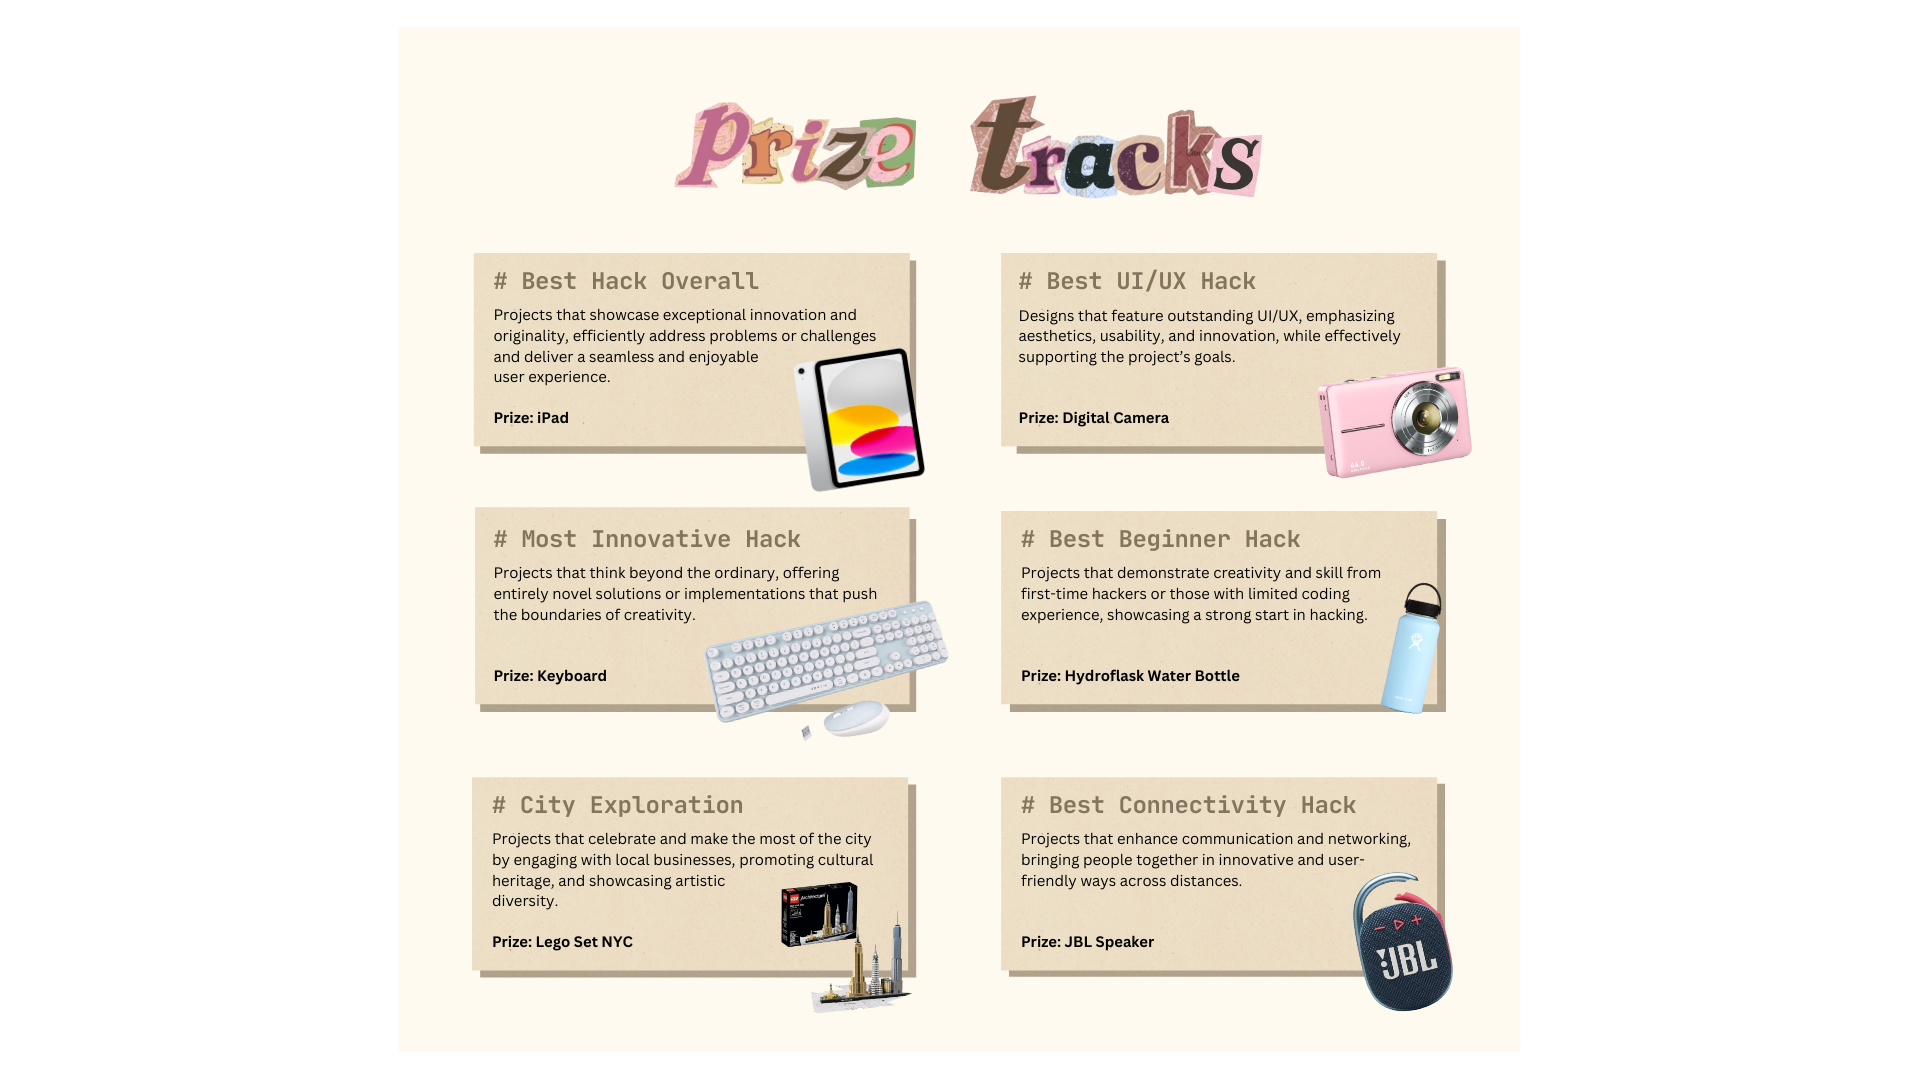 Prize tracks
# Best Hack Overall
Projects that showcase exceptional innovation and
originality, efficiently address problems or challenges
and deliver a seamless and enjoyable
user experience.
Prize: iPad
# Best UI/UX Hack
Designs that feature outstanding UI/UX, emphasizing
aesthetics, usability, and innovation, while effectively
supporting the project’s goals.
Prize: Digital Camera
# Most Innovative Hack
Projects that think beyond the ordinary, offering
entirely novel solutions or implementations that push
the boundaries of creativity.
Prize: Keyboard
# Best Beginner Hack
Projects that demonstrate creativity and skill from
first-time hackers or those with limited coding
experience, showcasing a strong start in hacking.
Prize: Hydroflask Water Bottle
# City Exploration
Projects that celebrate and make the most of the city
by engaging with local businesses, promoting cultural
heritage, and showcasing artistic
diversity.
Prize: Lego Set NYC
# Best Connectivity Hack
Projects that enhance communication and networking,
bringing people together in innovative and user-
friendly ways across distances.
Prize: JBL Speaker
JBL